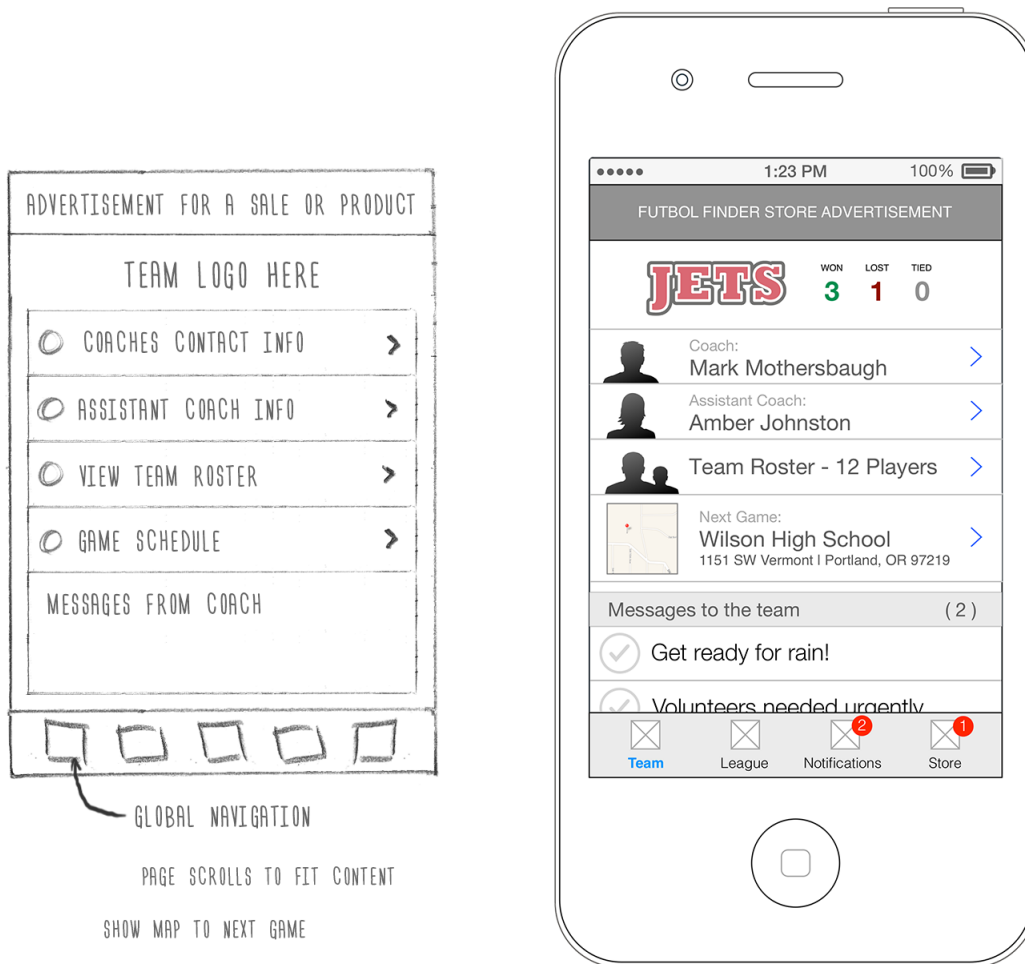 ADVERTISEMENT FOR A SALE OR PRODUCT
TEAM LOGO HERE
COACHES CONTACT INFO
ASSISTANT COACH INFO
VIEW TEAM ROSTER
GAME SCHEDULE
MESSAGES FROM COACH
GLOBAL NAVIGATION
PAGE SCROLLS TO FIT CONTENT
SHOW MAP TO NEXT GAME
1:23 PM 100%
FUTBOL FINDER STORE ADVERTISEMENT
JETS
WON LOST TIED
3 1 0
Coach:
Mark Mothersbaugh
Assistant Coach:
Amber Johnston
Team Roster - 12 Players
Next Game:
Wilson High School
1151 SW Vermont | Portland, OR 97219
Messages to the team ( 2 )
Get ready for rain!
Volunteers needed urgently
2 1
Team League Notifications Store